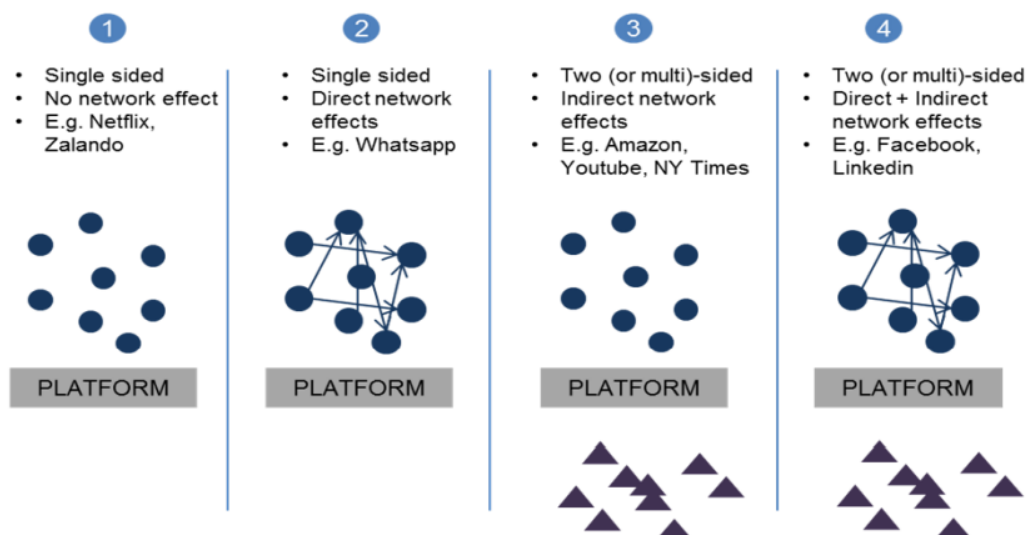 1
• Single sided
• No network effect
• E.g. Netflix,
Zalando
PLATFORM
2
• Single sided
• Direct network
effects
• E.g. Whatsapp
PLATFORM
3
• Two (or multi)-sided
• Indirect network
effects
• E.g. Amazon,
Youtube, NY Times
PLATFORM
4
• Two (or multi)-sided
• Direct + Indirect
network effects
• E.g. Facebook,
Linkedin
PLATFORM